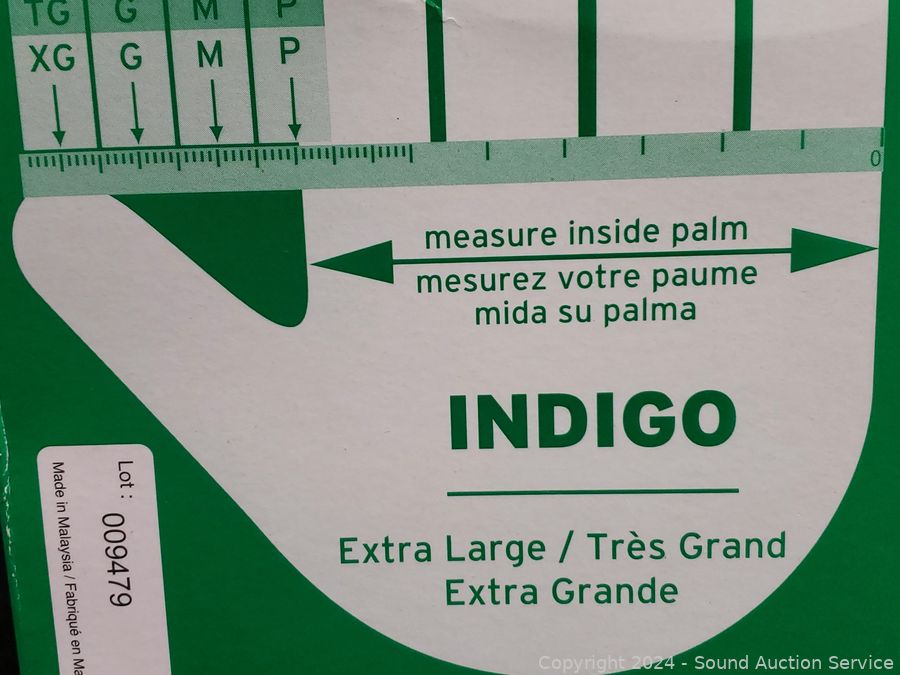 TG G M P
XG G M P
0
measure inside palm
mesurez votre paume
mida su palma
INDIGO
Extra Large / Très Grand
Extra Grande
Lot : 009479
Made in Malaysia / Fabriqué en
Copyright 2024 - Sound Auction Service